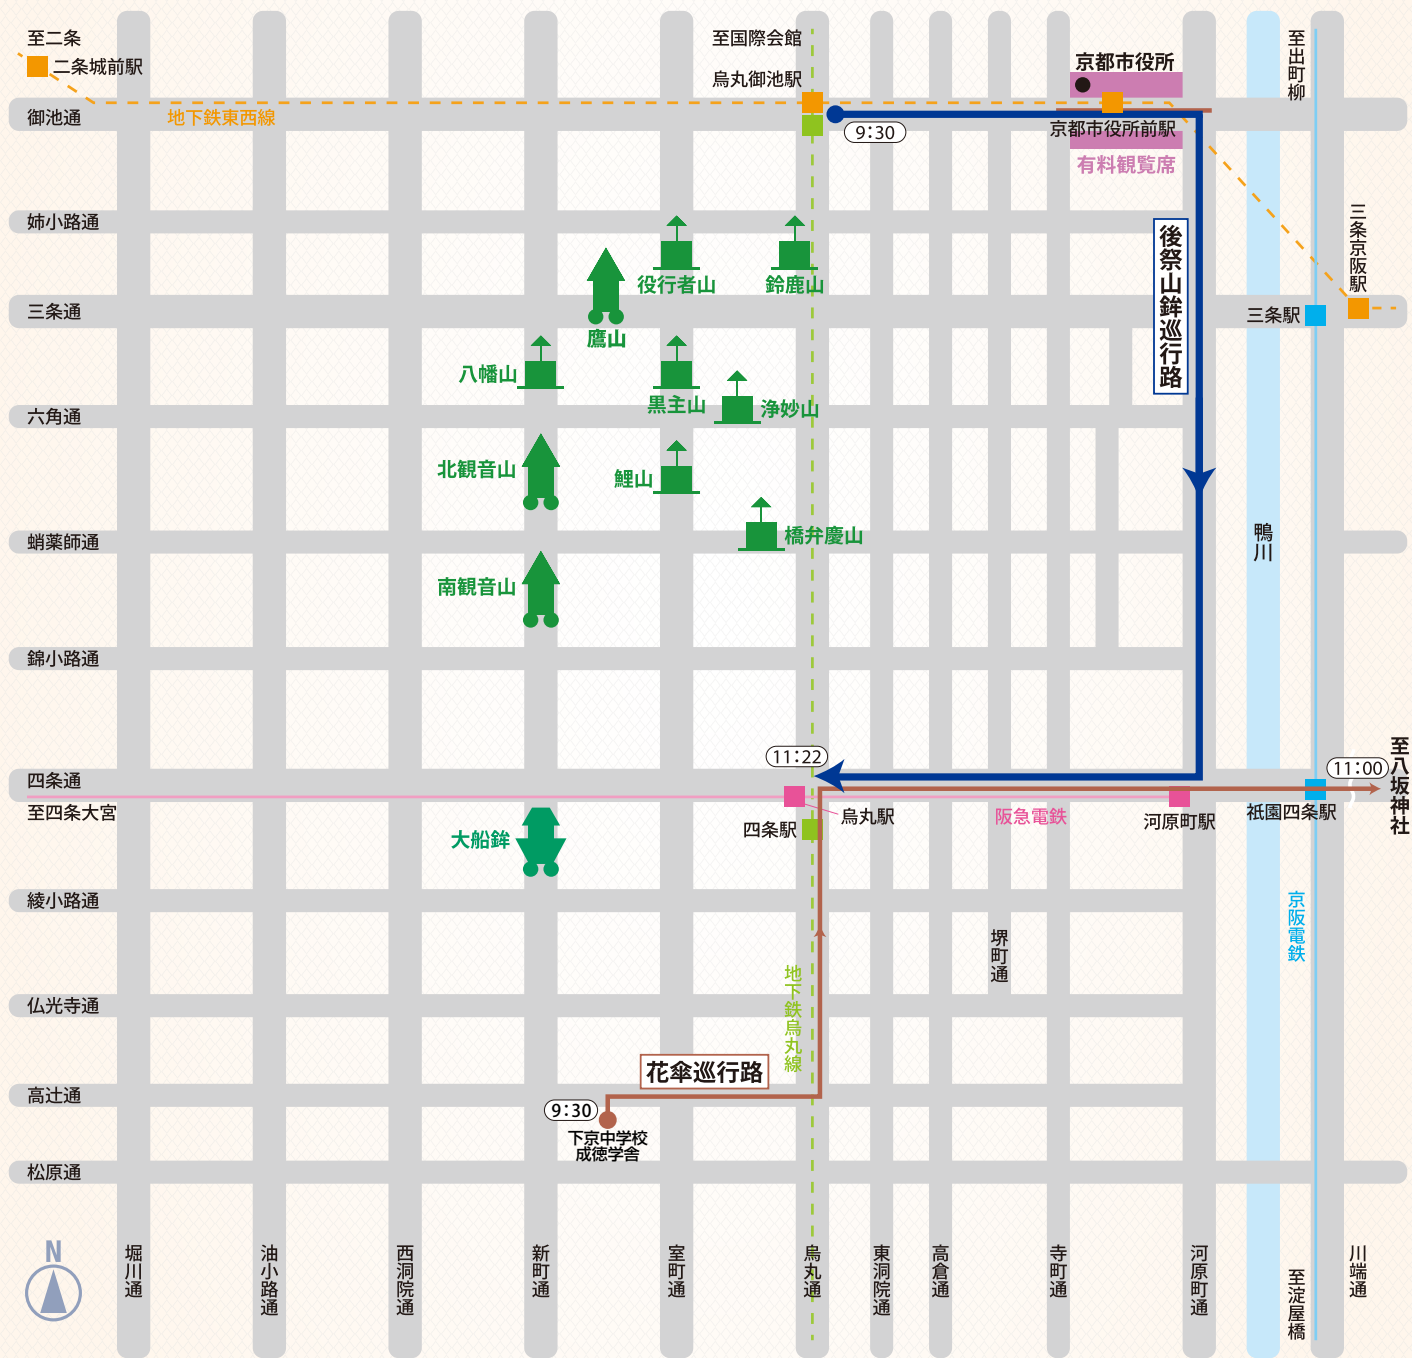 至二条
二条城前駅
至国際会館
烏丸御池駅
京都市役所
至出町柳
御池通
地下鉄東西線
9:30
京都市役所前駅
有料観覧席
姉小路通
三条京阪駅
後祭山鉾巡行路
役行者山
鈴鹿山
三条通
三条駅
鷹山
八幡山
黒主山
浄妙山
六角通
北観音山
鯉山
橋弁慶山
蛸薬師通
鴨川
南観音山
錦小路通
11:22
四条通
11:00
至八坂神社
至四条大宮
烏丸駅
阪急電鉄
河原町駅
祇園四条駅
四条駅
大船鉾
綾小路通
京阪電鉄
堺町通
地下鉄烏丸線
仏光寺通
花傘巡行路
高辻通
9:30
下京中学校
成徳学舎
松原通
N
堀川通
油小路通
西洞院通
新町通
室町通
烏丸通
東洞院通
高倉通
寺町通
河原町通
至淀屋橋
川端通